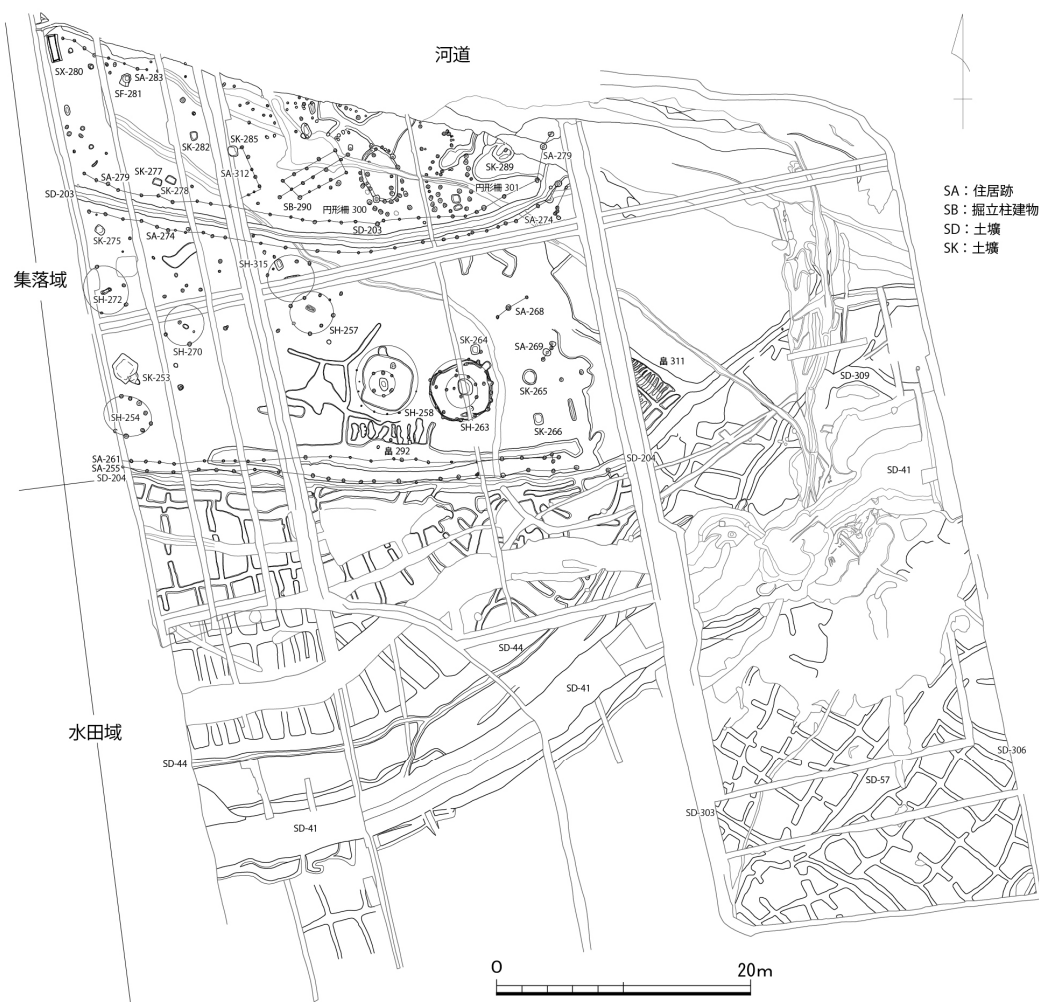 河道
SX-280
SA-283
SF-281
SK-282
SK-285
SA-279
SK-277
SK-278
SA-312
SB-290
円形柵 300
円形柵 301
SK-289
SA-279
SA-274
SD-203
SD-203
SK-275
SA-274
SA：住居跡
SB：掘立柱建物
SD：土壙
SK：土壙
集落域
SH-272
SH-315
SH-257
SH-270
SA-268
SK-264
SA-269
畠 311
SK-253
SK-265
SD-309
SH-254
SH-258
SH-263
SK-266
畠 292
SA-261
SA-255
SD-204
SD-204
SD-41
SD-44
SD-41
水田域
SD-44
SD-306
SD-57
SD-303
SD-41
0
20m